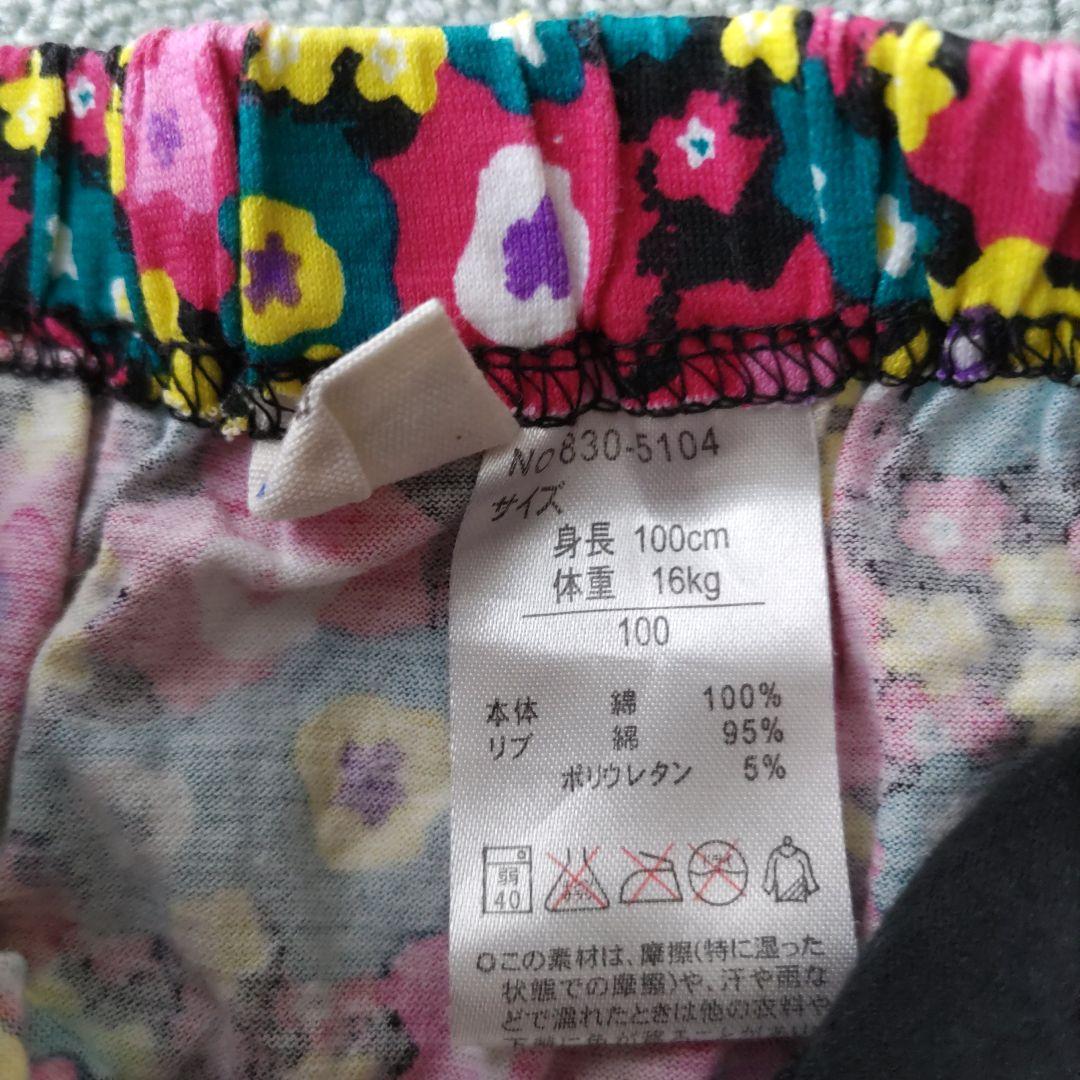 No830-5104
サイズ
身長 100cm
体重 16kg
100
本体 綿 100%
リブ 綿 95%
ポリウレタン 5%
弱
40
この素材は、摩擦(特に湿った
状態での摩擦)や、汗や雨な
どで濡れたときは他の衣料や